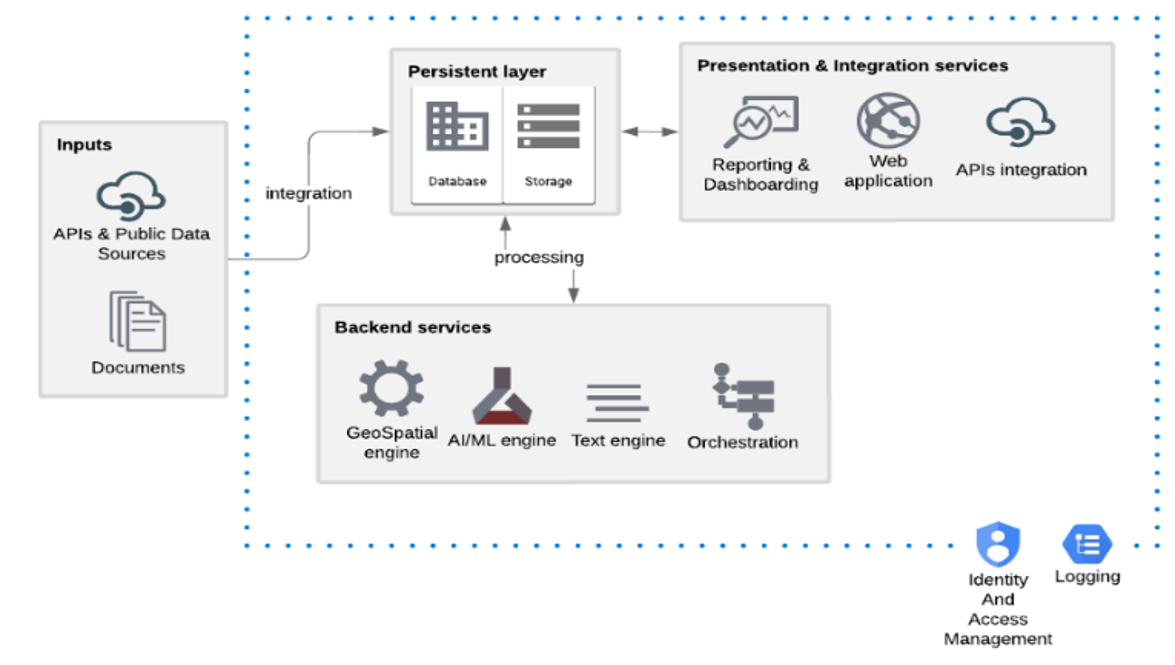 Inputs
APIs & Public Data
Sources
Documents
integration
Persistent layer
Database
Storage
Presentation & Integration services
Reporting &
Dashboarding
Web
application
APIs integration
processing
Backend services
GeoSpatial
engine
AI/ML engine
Text engine
Orchestration
Identity
And
Access
Management
Logging